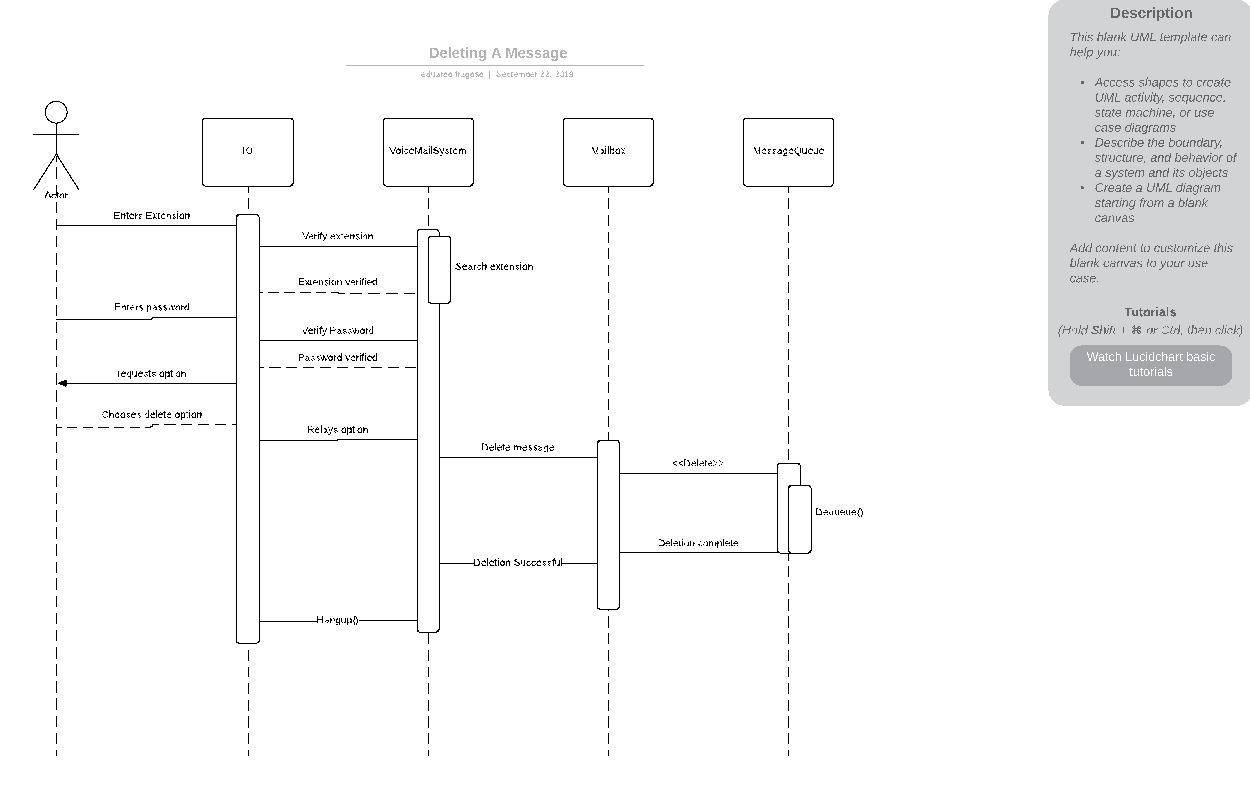 Description
This blank UML template can
help you:
• Access shapes to create
UML activity, sequence,
state machine, or use
case diagrams
• Describe the boundary,
structure, and behavior of
a system and its objects
• Create a UML diagram
starting from a blank
canvas
Add content to customize this
blank canvas to your use
case.
Tutorials
(Hold Shift + ⌘ or Ctrl, then click)
Watch Lucidchart basic
tutorials
Deleting A Message
eduardo | September 22, 2019
Actor
VoiceMailSystem
Mailbox
MessageQueue
Enters Extension
Verify extension
Search extension
Extension verified
Enters password
Verify Password
Password verified
requests option
Chooses delete option
Relays option
Delete message
<<Delete>>
Dequeue()
Deletion complete
Deletion Successful
Hangup()